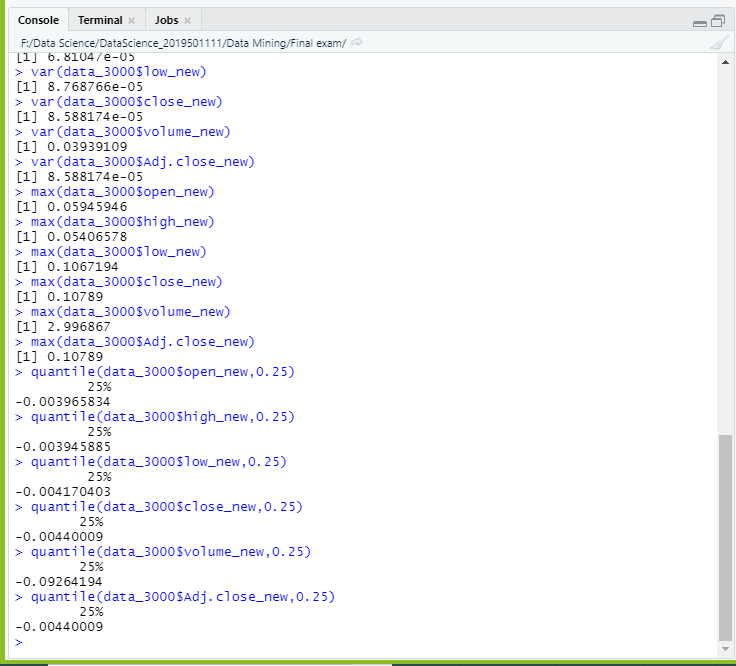 Console Terminal × Jobs ×
F:/Data Science/DataScience_2019501111/Data Mining/Final exam/
[1] 6.81047e-05
> var(data_3000$low_new)
[1] 8.768766e-05
> var(data_3000$close_new)
[1] 8.588174e-05
> var(data_3000$volume_new)
[1] 0.03939109
> var(data_3000$Adj.close_new)
[1] 8.588174e-05
> max(data_3000$open_new)
[1] 0.05945946
> max(data_3000$high_new)
[1] 0.05406578
> max(data_3000$low_new)
[1] 0.1067194
> max(data_3000$close_new)
[1] 0.10789
> max(data_3000$volume_new)
[1] 2.996867
> max(data_3000$Adj.close_new)
[1] 0.10789
> quantile(data_3000$open_new,0.25)
25%
-0.003965834
> quantile(data_3000$high_new,0.25)
25%
-0.003945885
> quantile(data_3000$low_new,0.25)
25%
-0.004170403
> quantile(data_3000$close_new,0.25)
25%
-0.00440009
> quantile(data_3000$volume_new,0.25)
25%
-0.09264194
> quantile(data_3000$Adj.close_new,0.25)
25%
-0.00440009
>